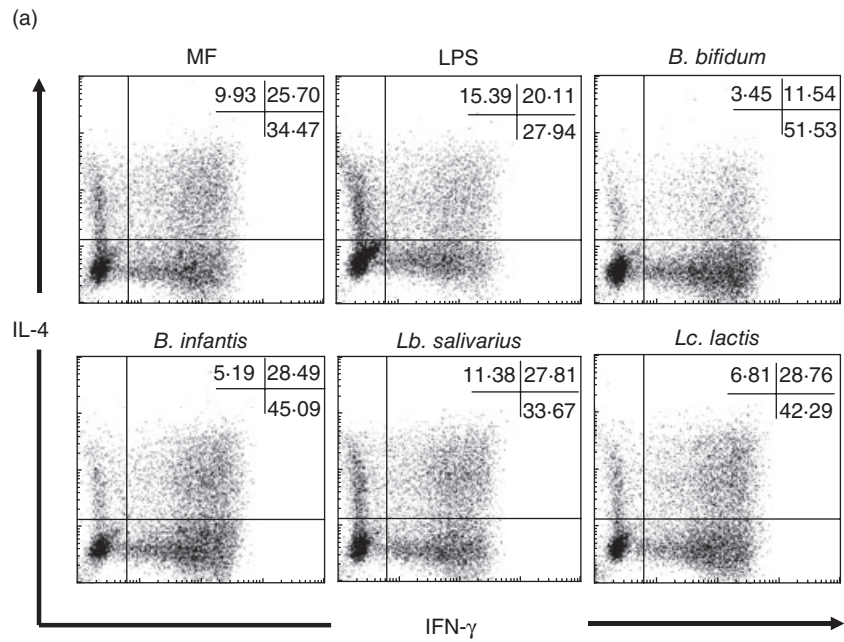 (a)
MF
9·93 25·70
34·47
LPS
15.39 20·11
27·94
B. bifidum
3·45 11·54
51·53
IL-4
B. infantis
5·19 28·49
45·09
Lb. salivarius
11·38 27·81
33·67
Lc. lactis
6·81 28·76
42·29
IFN-γ